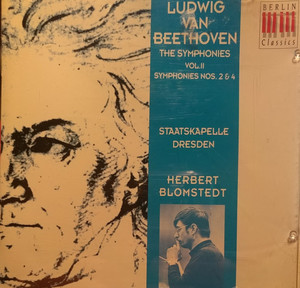 LUDWIG
VAN
BEETHOVEN
THE SYMPHONIES
VOL II
SYMPHONIES NOS. 2 & 4
STAATSKAPELLE
DRESDEN
HERBERT
BLOMSTEDT
BERLIN
Classics